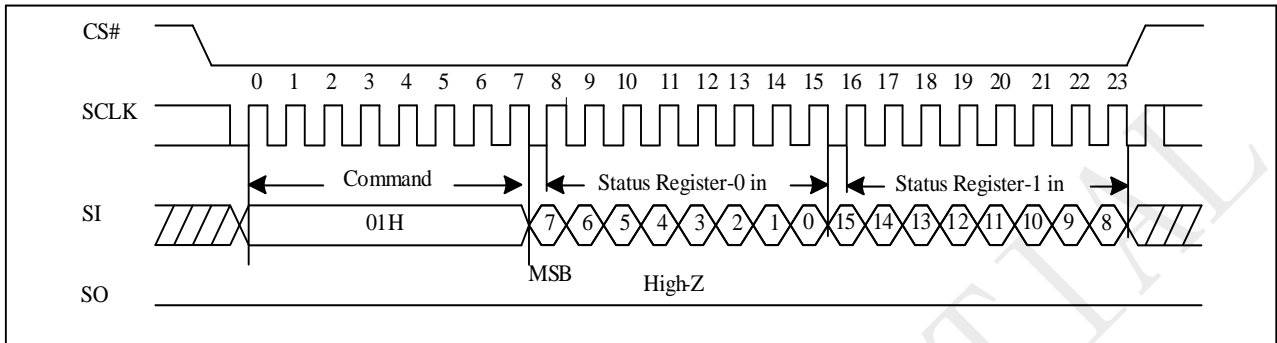 CS#
0 1 2 3 4 5 6 7 8 9 10 11 12 13 14 15 16 17 18 19 20 21 22 23
SCLK
Command Status Register-0 in Status Register-1 in
SI 01H 7 6 5 4 3 2 1 0 15 14 13 12 11 10 9 8
MSB High-Z
SO